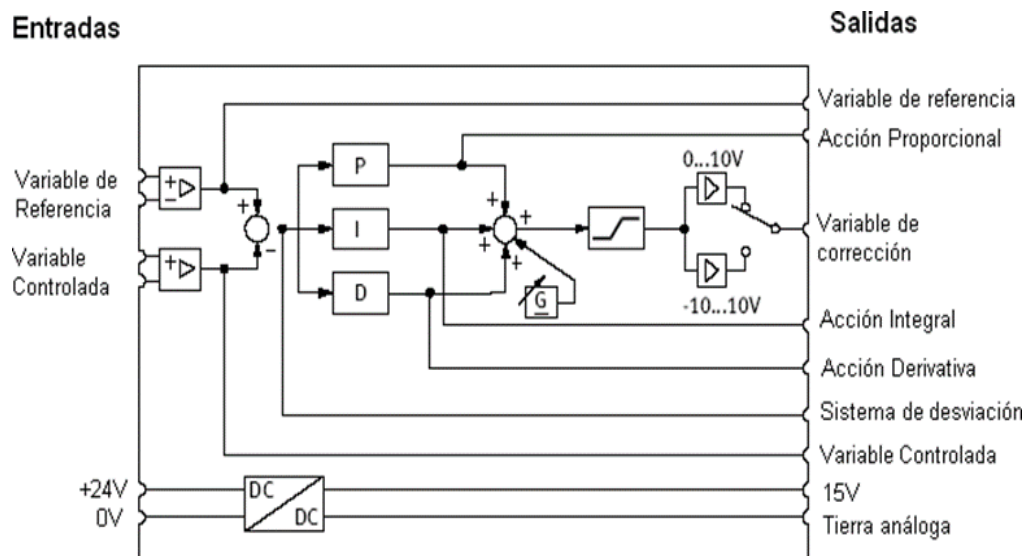 Entradas
Salidas
Variable de referencia
Acción Proporcional
0...10V
P
Variable de
Referencia
+
−
+
I
+
+
+
+
−
Variable de
corrección
Variable
Controlada
+
D
G
-10...10V
Acción Integral
Acción Derivativa
Sistema de desviación
Variable Controlada
+24V
DC
15V
0V
DC
Tierra análoga